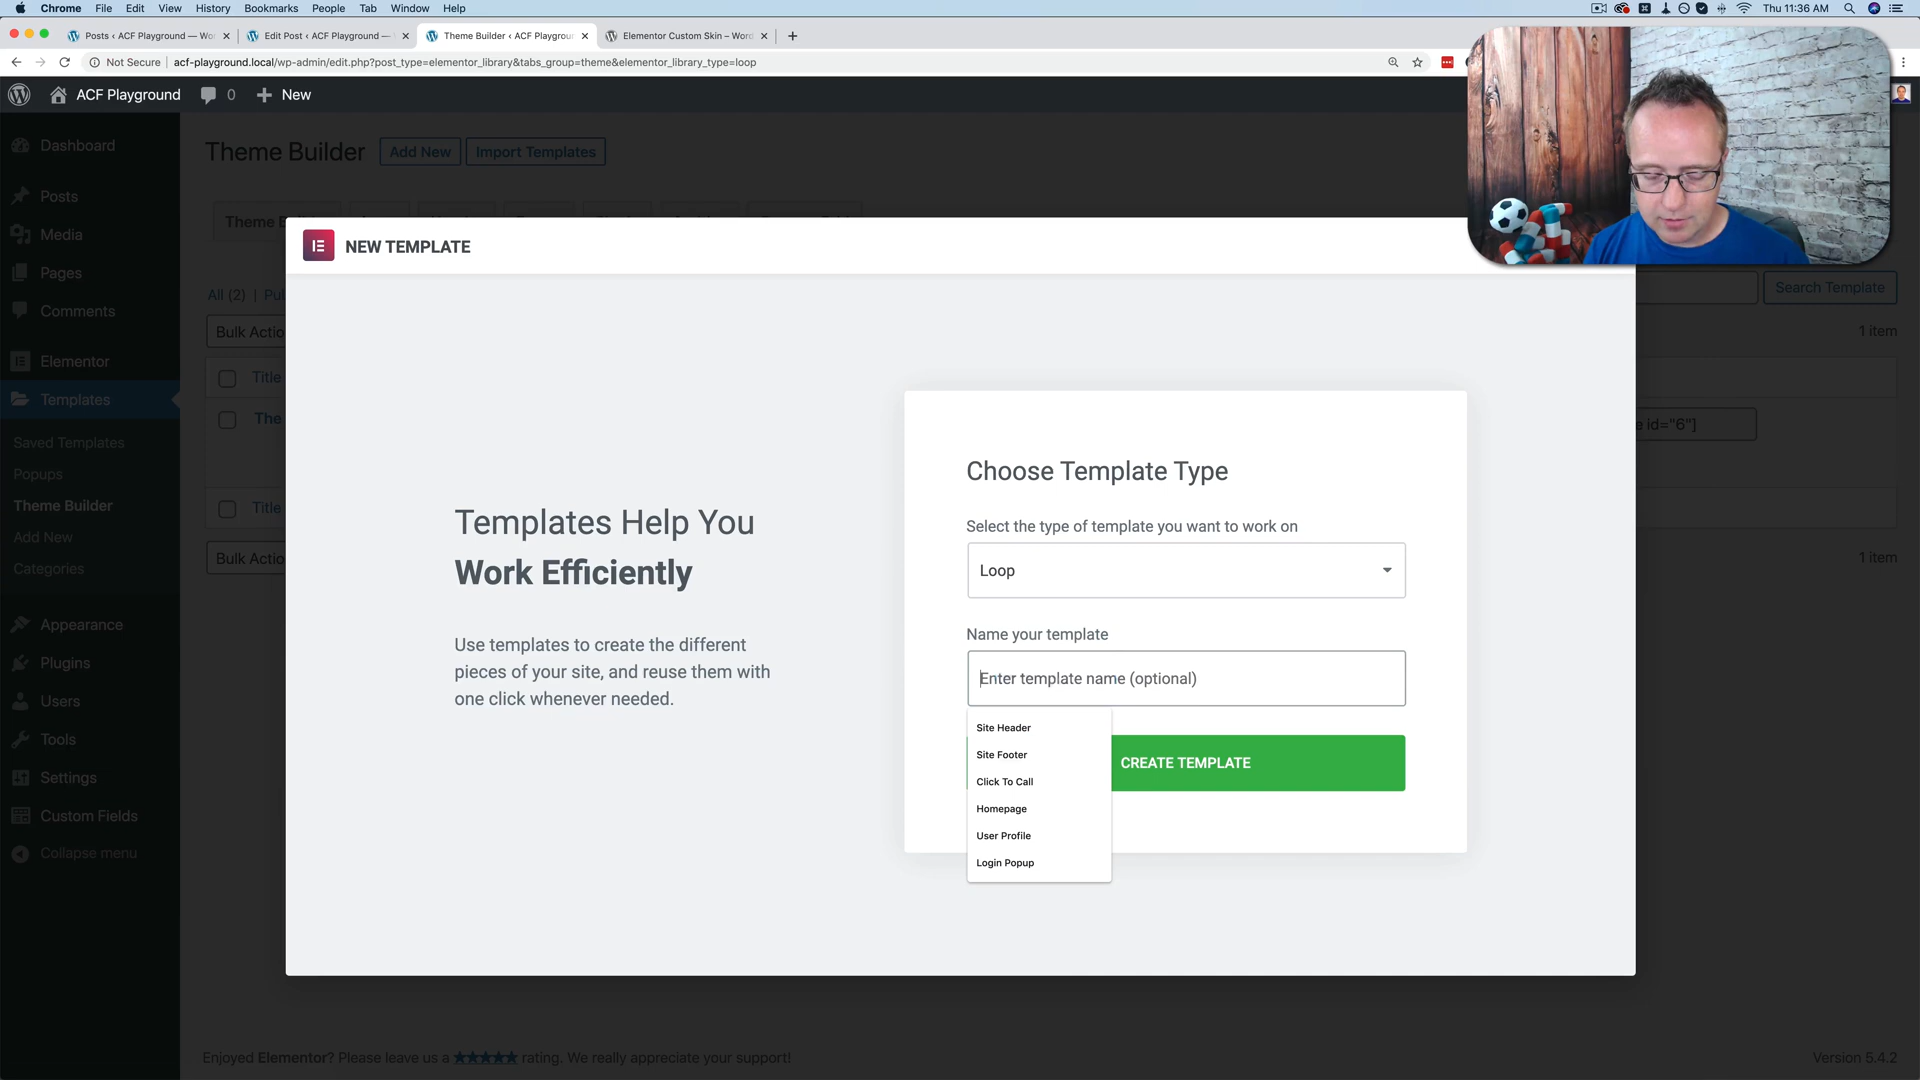 Chrome File Edit View History Bookmarks People Tab Window Help
Thu 11:36 AM
Posts ‹ ACF Playground — Wo
Edit Post ‹ ACF Playground —
Theme Builder ‹ ACF Playgrou
Elementor Custom Skin – Word
Not Secure acf-playground.local/wp-admin/edit.php?post_type=elementor_library&tabs_group=theme&elementor_library_type=loop
ACF Playground 0 New
Dashboard
Posts
Media
Pages
Comments
Elementor
Templates
Saved Templates
Popups
Theme Builder
Add New
Categories
Appearance
Plugins
Users
Tools
Settings
Custom Fields
Collapse menu
Theme Builder Add New Import Templates
Theme B
All (2) | Pu
Search Template
Bulk Actio
1 item
Title
The
e id="6"]
Title
Bulk Actio
1 item
NEW TEMPLATE
Templates Help You
Work Efficiently
Use templates to create the different
pieces of your site, and reuse them with
one click whenever needed.
Choose Template Type
Select the type of template you want to work on
Loop
Name your template
Enter template name (optional)
Site Header
Site Footer
Click To Call
Homepage
User Profile
Login Popup
CREATE TEMPLATE
Enjoyed Elementor? Please leave us a ★★★★★ rating. We really appreciate your support!
Version 5.4.2